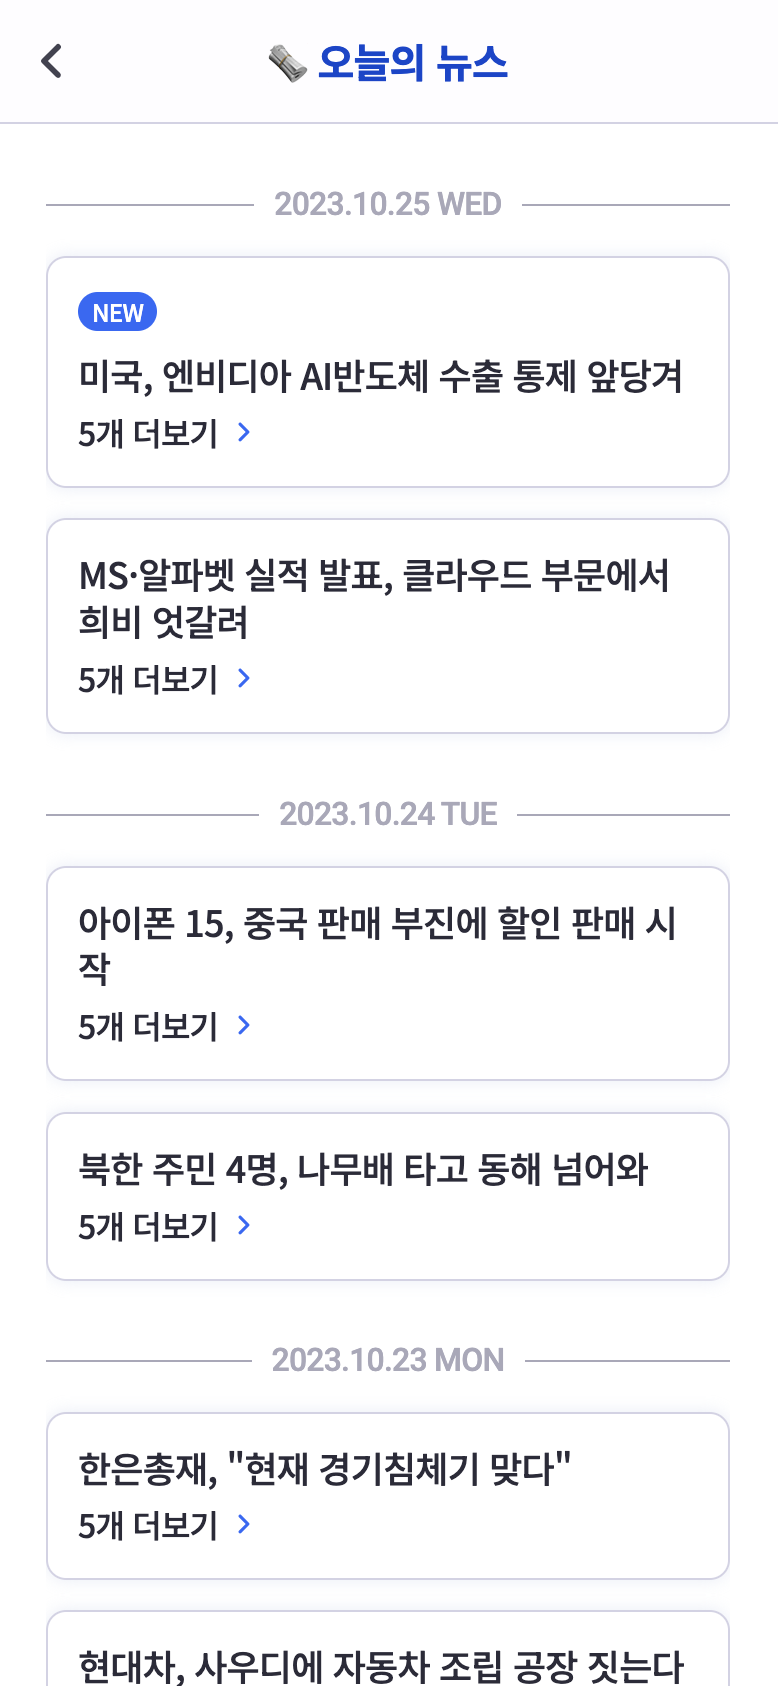 오늘의 뉴스
2023.10.25 WED
NEW
미국, 엔비디아 AI반도체 수출 통제 앞당겨
5개 더보기
MS·알파벳 실적 발표, 클라우드 부문에서
희비 엇갈려
5개 더보기
2023.10.24 TUE
아이폰 15, 중국 판매 부진에 할인 판매 시
작
5개 더보기
북한 주민 4명, 나무배 타고 동해 넘어와
5개 더보기
2023.10.23 MON
한은총재, "현재 경기침체기 맞다"
5개 더보기
현대차, 사우디에 자동차 조립 공장 짓는다